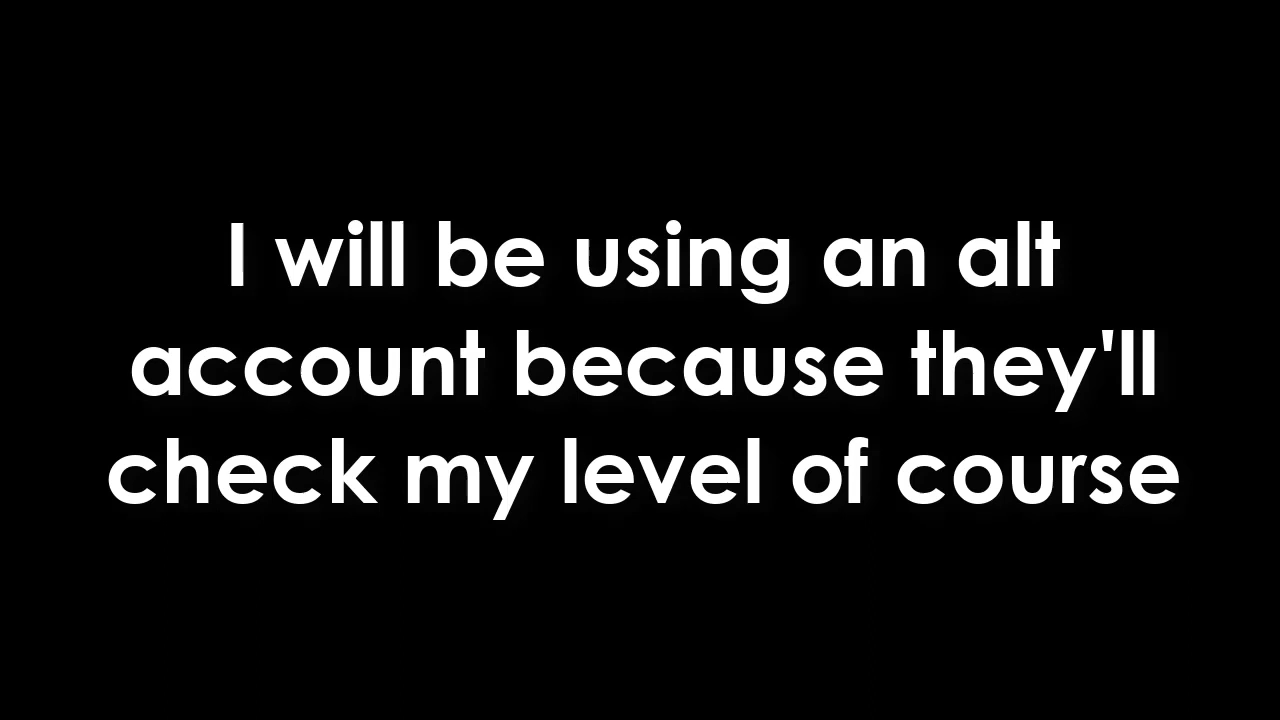 I will be using an alt
account because they'll
check my level of course